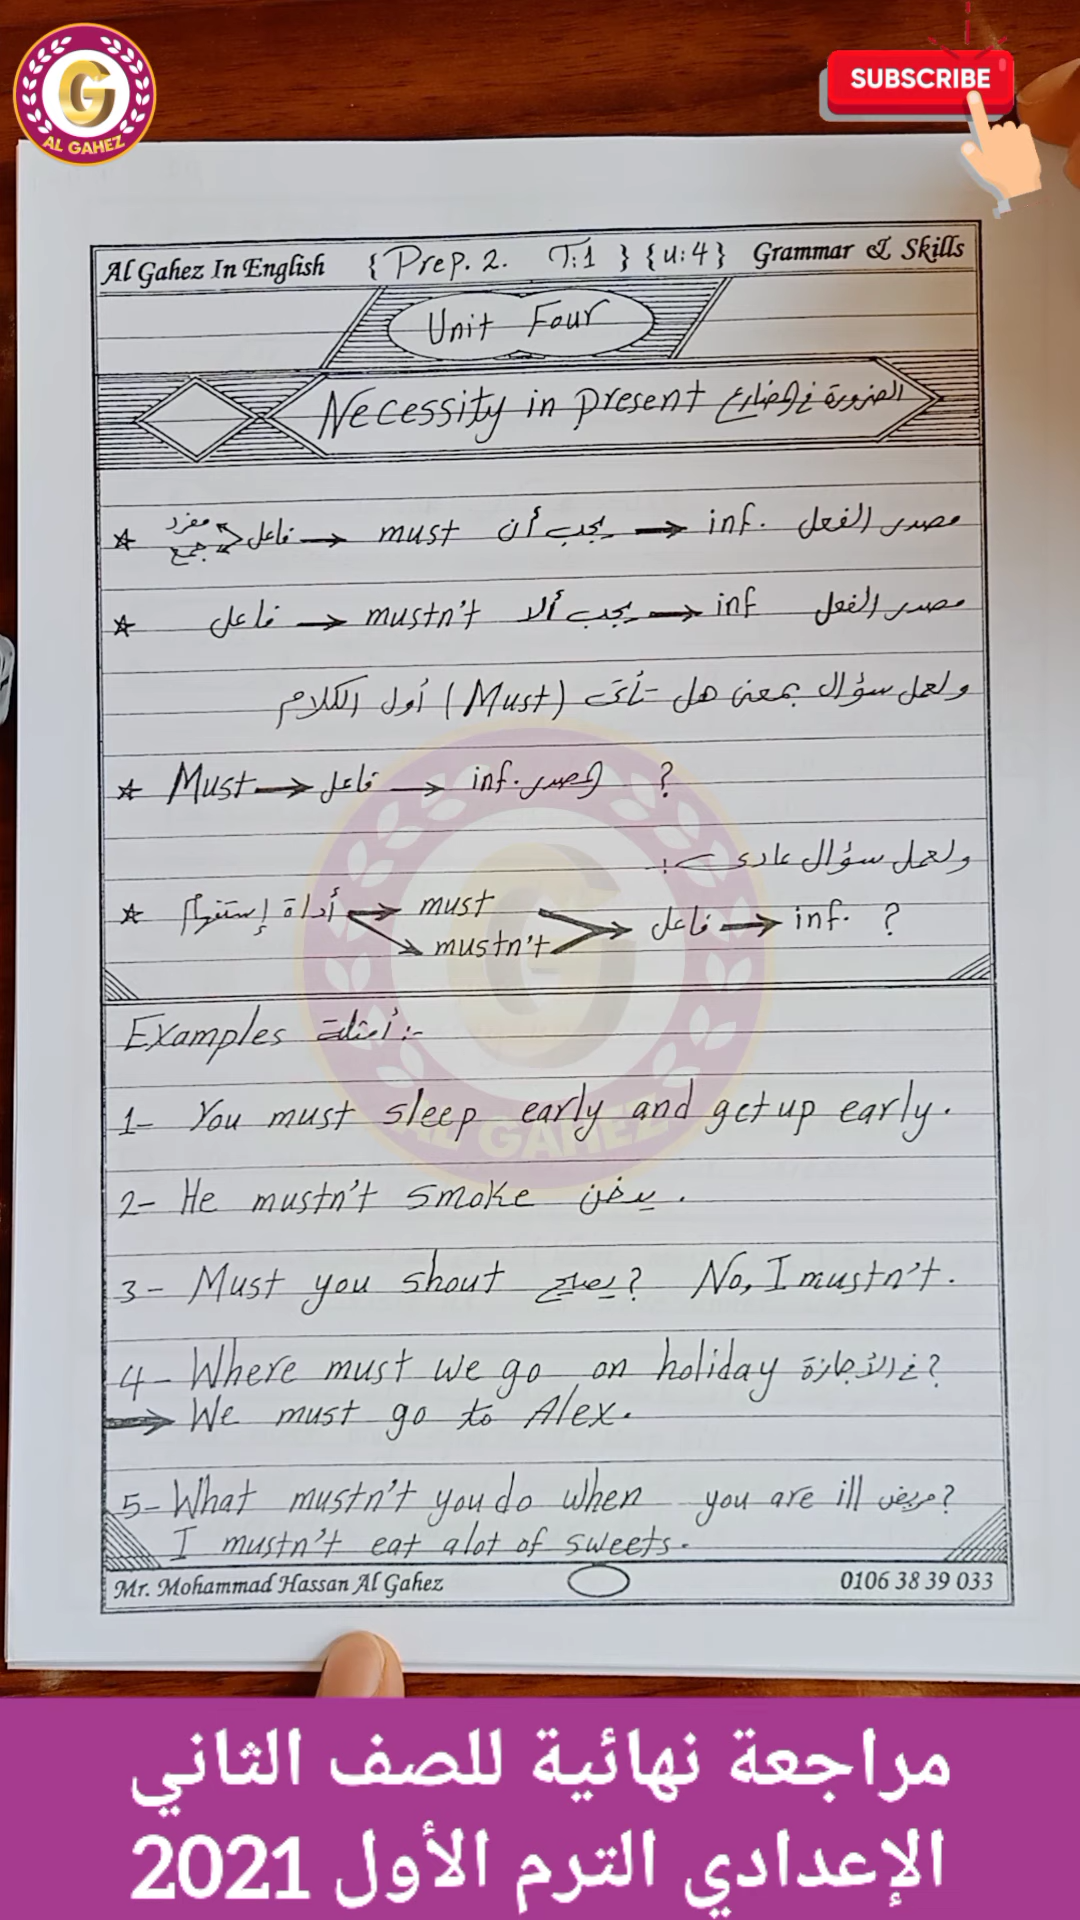 G
AL GAHEZ
SUBSCRIBE
Al Gahez In English { Prep. 2. T:1 } { U:4 } Grammar & Skills
Unit Four
Necessity in present الضرورة في المضارع
☆ مفرد جمع فاعل → must يجب أن → inf. مصدر الفعل
☆ فاعل → mustn't يجب ألا → inf مصدر الفعل
ولعمل سؤال بمعنى هل تأتى (Must) أول الكلام
☆ Must → فاعل → inf. المصدر ?
ولعمل سؤال عادى :
☆ أداة إستفهام → must
→ mustn't → فاعل → inf. ?
Examples أمثلة :-
1- You must sleep early and get up early.
2- He mustn't smoke يدخن .
3- Must you shout يصيح ? No, I mustn't.
4- Where must we go on holiday في الأجازة ?
→ We must go to Alex.
5- What mustn't you do when you are ill مريض ?
I mustn't eat alot of sweets.
Mr. Mohammad Hassan Al Gahez 0106 38 39 033
G
AL GAHEZ
مراجعة نهائية للصف الثاني
الإعدادي الترم الأول 2021